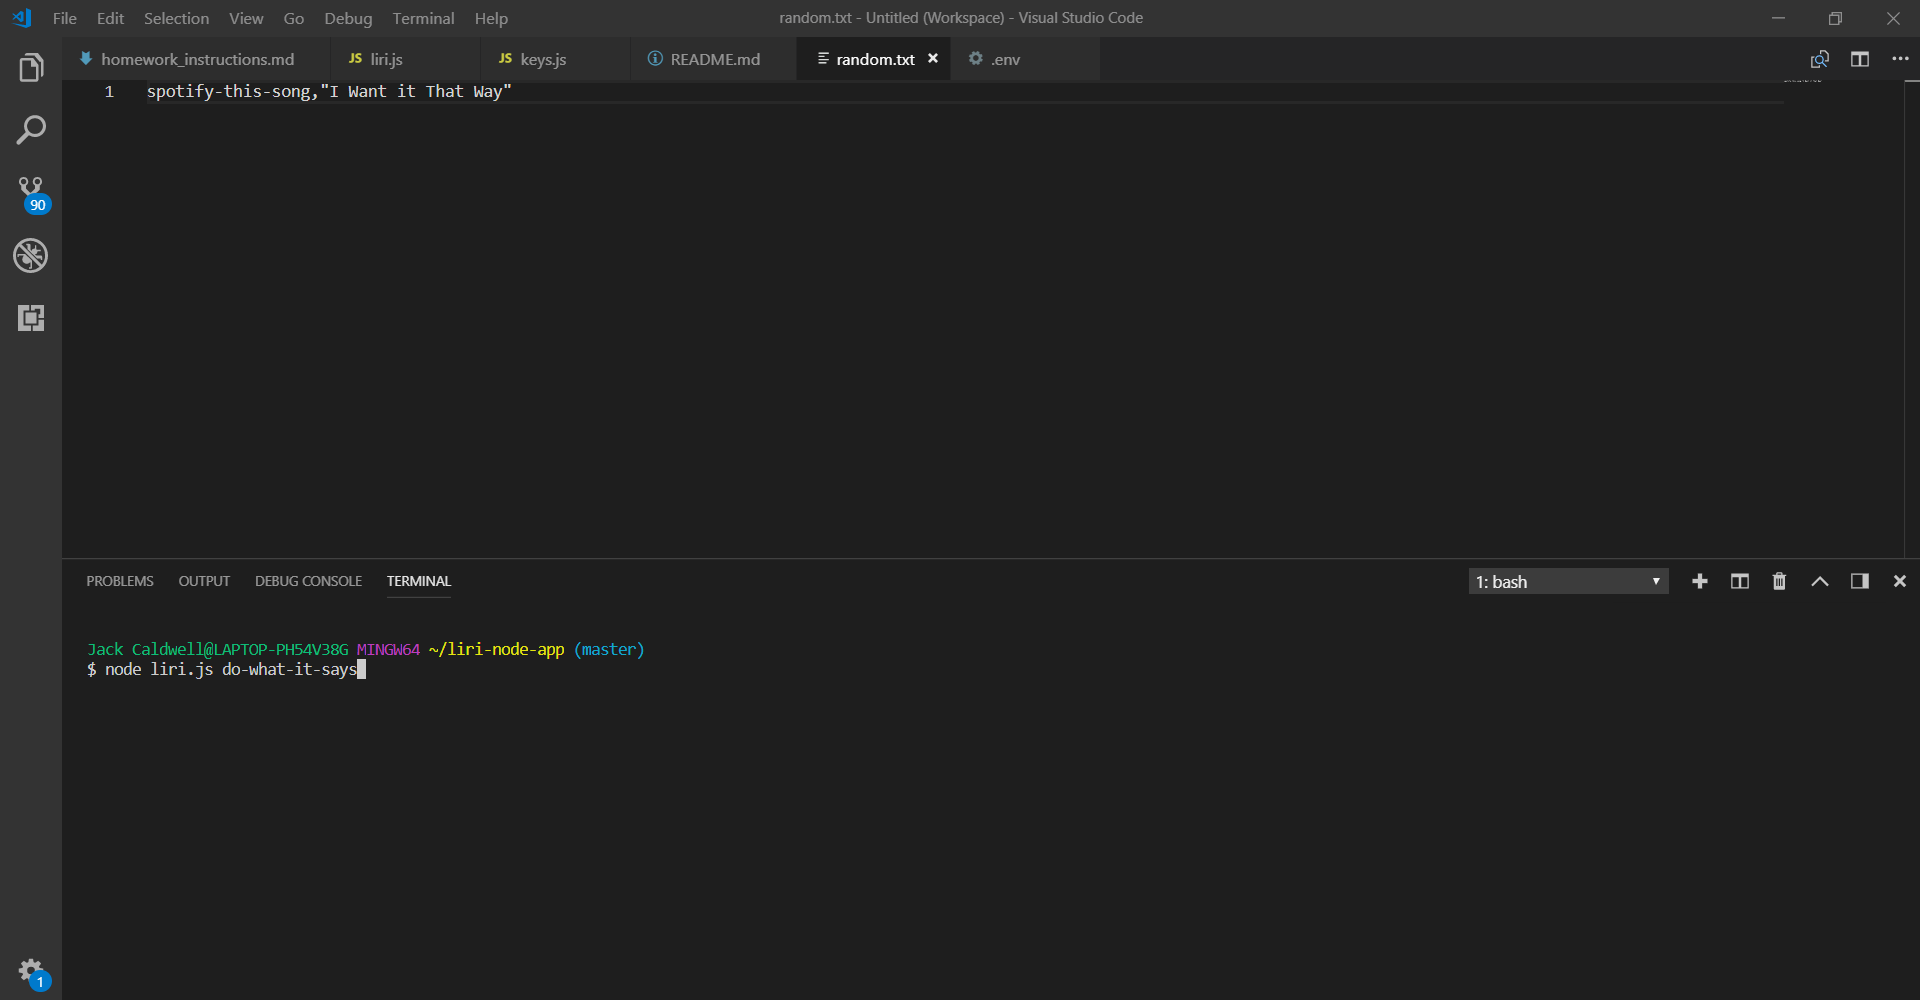 File Edit Selection View Go Debug Terminal Help random.txt - Untitled (Workspace) - Visual Studio Code
homework_instructions.md JS liri.js JS keys.js README.md random.txt .env
1 spotify-this-song,"I Want it That Way"
90
PROBLEMS OUTPUT DEBUG CONSOLE TERMINAL 1: bash
Jack Caldwell@LAPTOP-PH54V38G MINGW64 ~/liri-node-app (master)
$ node liri.js do-what-it-says
1